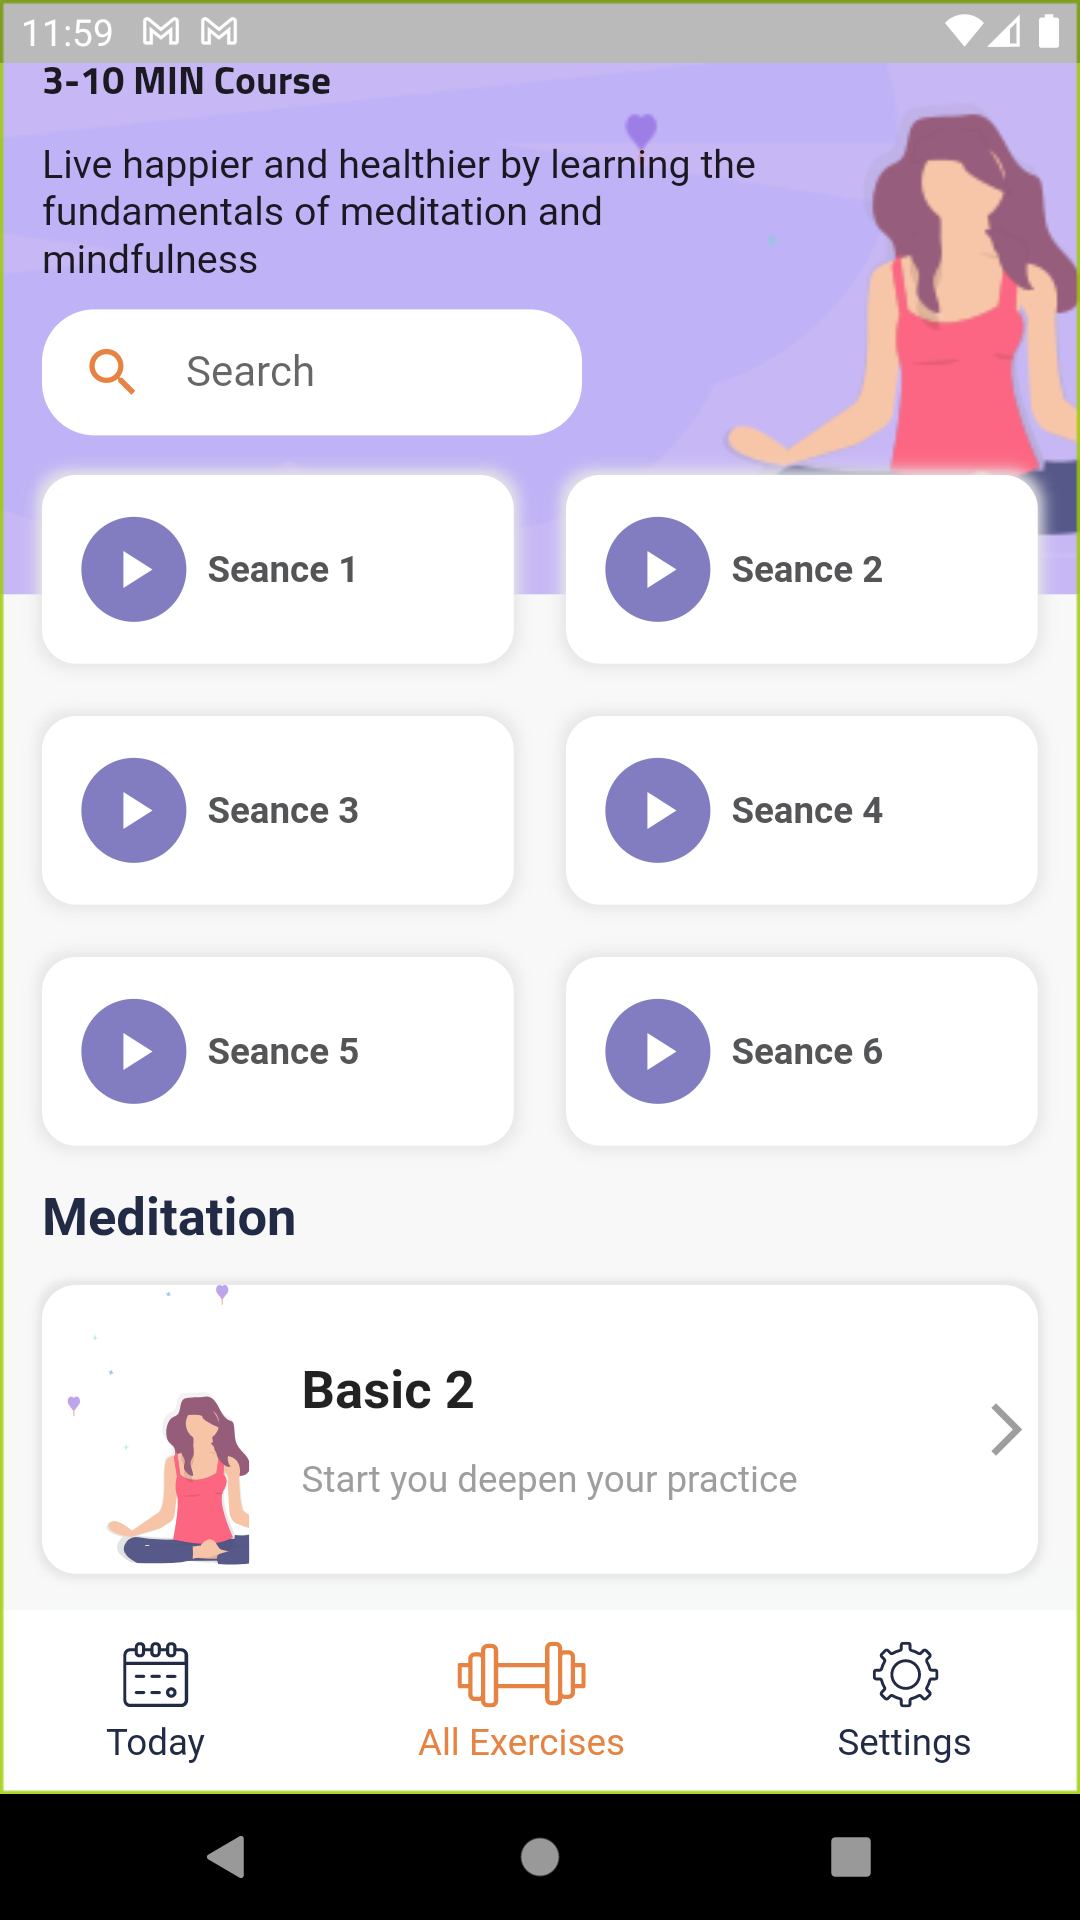 11:59
3-10 MIN Course
Live happier and healthier by learning the
fundamentals of meditation and
mindfulness
Search
Seance 1
Seance 2
Seance 3
Seance 4
Seance 5
Seance 6
Meditation
Basic 2
Start you deepen your practice
Today
All Exercises
Settings